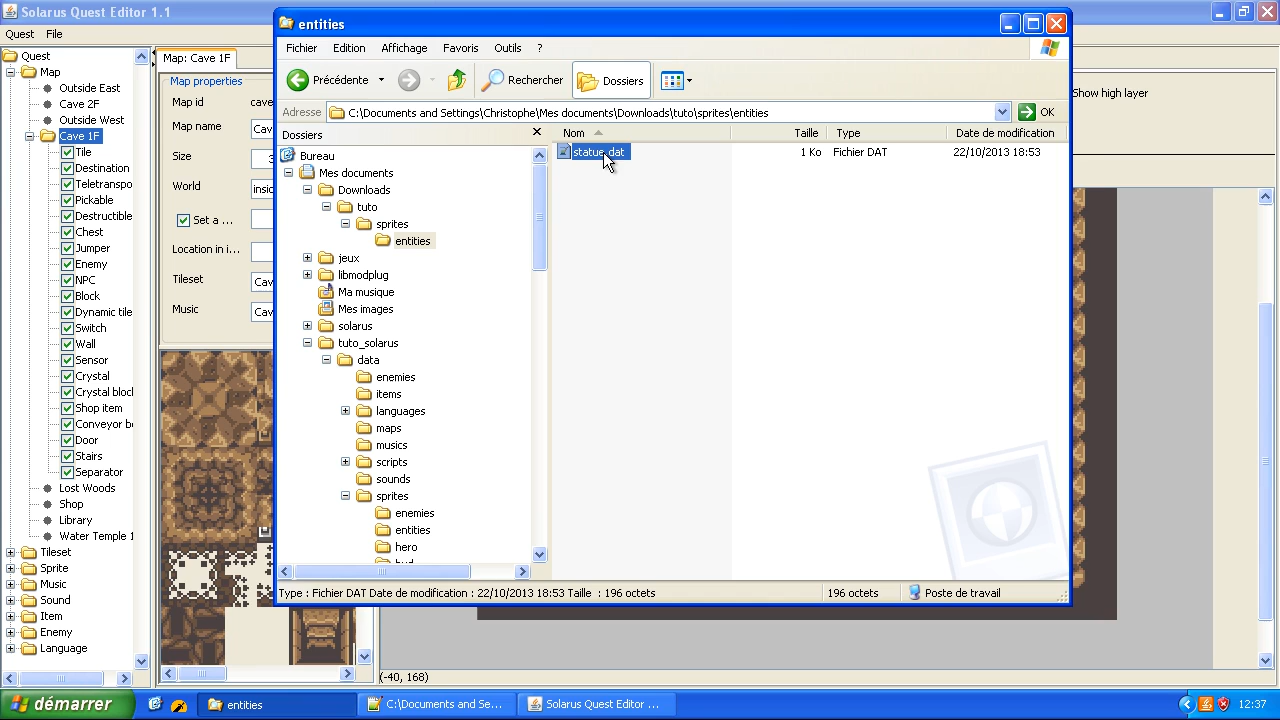 Solarus Quest Editor 1.1
Quest File
Quest
Map
Outside East
Cave 2F
Outside West
Cave 1F
Tile
Destination
Teletranspo
Pickable
Destructible
Chest
Jumper
Enemy
NPC
Block
Dynamic tile
Switch
Wall
Sensor
Crystal
Crystal block
Shop item
Conveyor b
Door
Stairs
Separator
Lost Woods
Shop
Library
Water Temple 1
Tileset
Sprite
Music
Sound
Item
Enemy
Language
Map: Cave 1F
Map properties
Map id cave
Map name Cav
Size 3
World insid
Set a ...
Location in i...
Tileset Cav
Music Cav
Show high layer
(-40, 168)
entities
Fichier Affichage Favoris Outils ?
Précédente Rechercher Dossiers
Adresse C:\Documents and Settings\Christophe\Mes documents\Downloads\tuto\sprites\entities OK
Dossiers
Bureau
Mes documents
Downloads
tuto
sprites
entities
jeux
libmodplug
Ma musique
Mes images
solarus
tuto_solarus
data
enemies
items
languages
maps
musics
scripts
sounds
sprites
enemies
entities
hero
hud
Nom Taille Type Date de modification
statue.dat 1 Ko Fichier DAT 22/10/2013 18:53
Type : Fichier DAT de modification : 22/10/2013 18:53 Taille : 196 octets 196 octets Poste de travail
démarrer entities C:\Documents and Se... Solarus Quest Editor ... 12:37